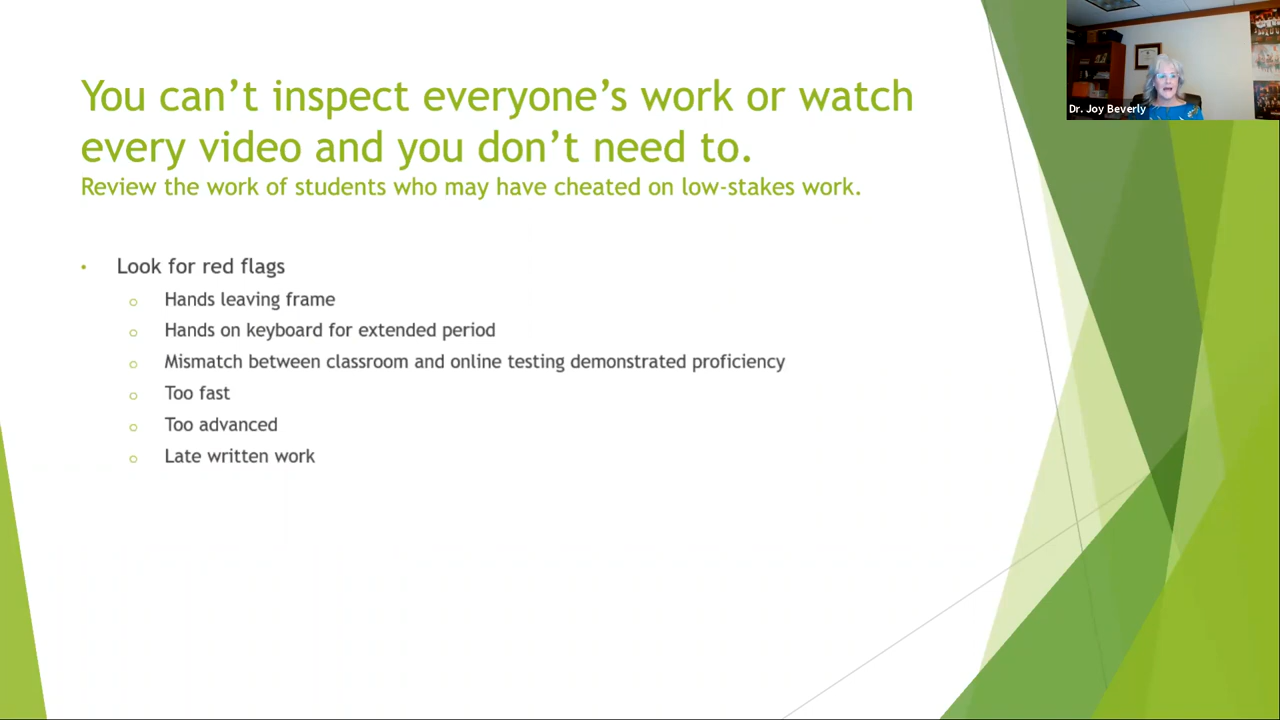 You can't inspect everyone's work or watch
every video and you don't need to.
Review the work of students who may have cheated on low-stakes work.
Dr. Joy Beverly
• Look for red flags
o Hands leaving frame
o Hands on keyboard for extended period
o Mismatch between classroom and online testing demonstrated proficiency
o Too fast
o Too advanced
o Late written work